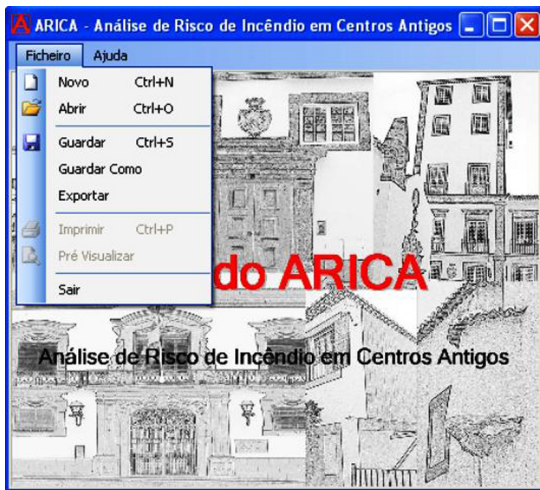 ARICA - Análise de Risco de Incêndio em Centros Antigos
Ficheiro Ajuda
Novo Ctrl+N
Abrir Ctrl+O
Guardar Ctrl+S
Guardar Como
Exportar
Imprimir Ctrl+P
Pré Visualizar
Sair
do ARICA
Análise de Risco de Incêndio em Centros Antigos